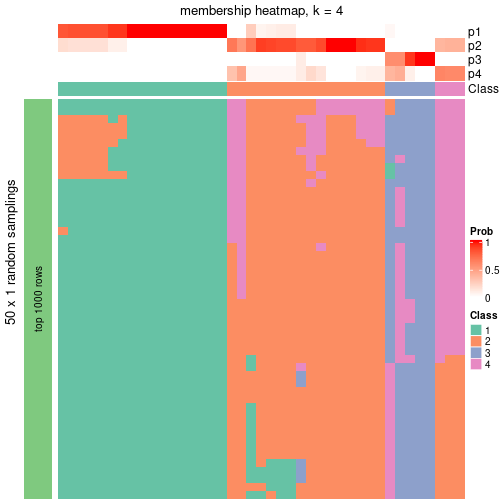 membership heatmap, k = 4
p1
p2
p3
p4
Class
50 x 1 random samplings
top 1000 rows
Prob
1
0.5
0
Class
1
2
3
4